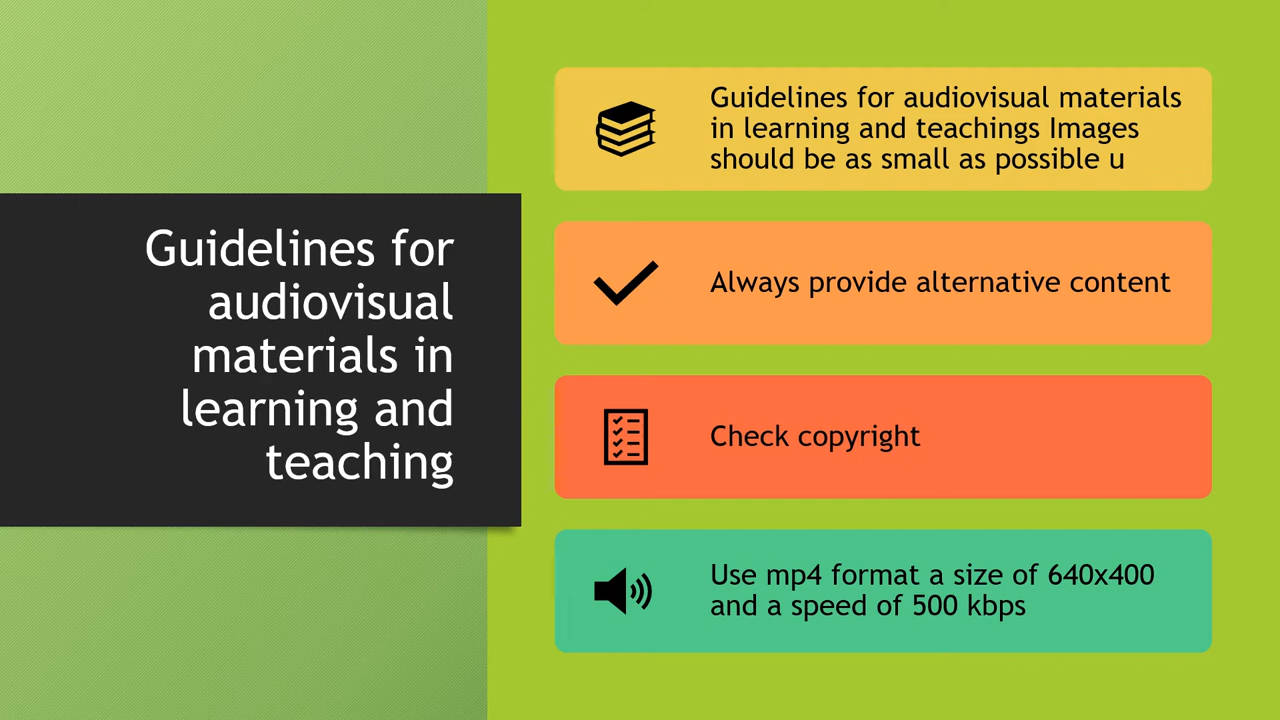 Guidelines for
audiovisual
materials in
learning and
teaching
Guidelines for audiovisual materials
in learning and teachings Images
should be as small as possible u
Always provide alternative content
Check copyright
Use mp4 format a size of 640x400
and a speed of 500 kbps